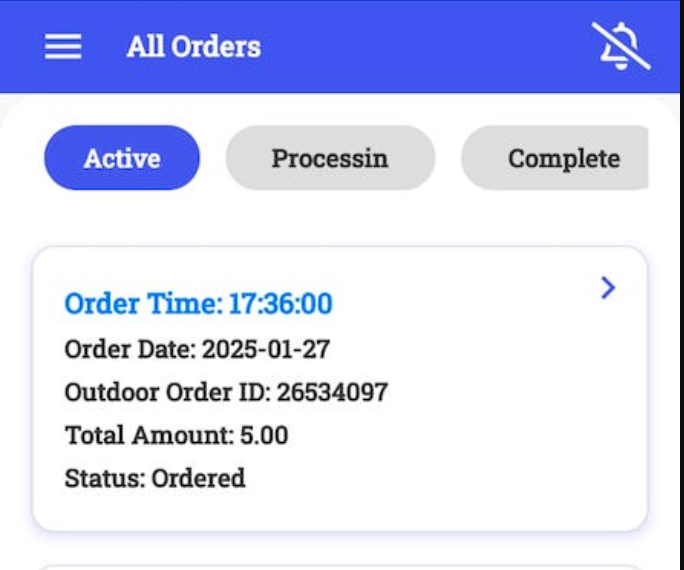 All Orders
Active Processin Complete
Order Time: 17:36:00
Order Date: 2025-01-27
Outdoor Order ID: 26534097
Total Amount: 5.00
Status: Ordered